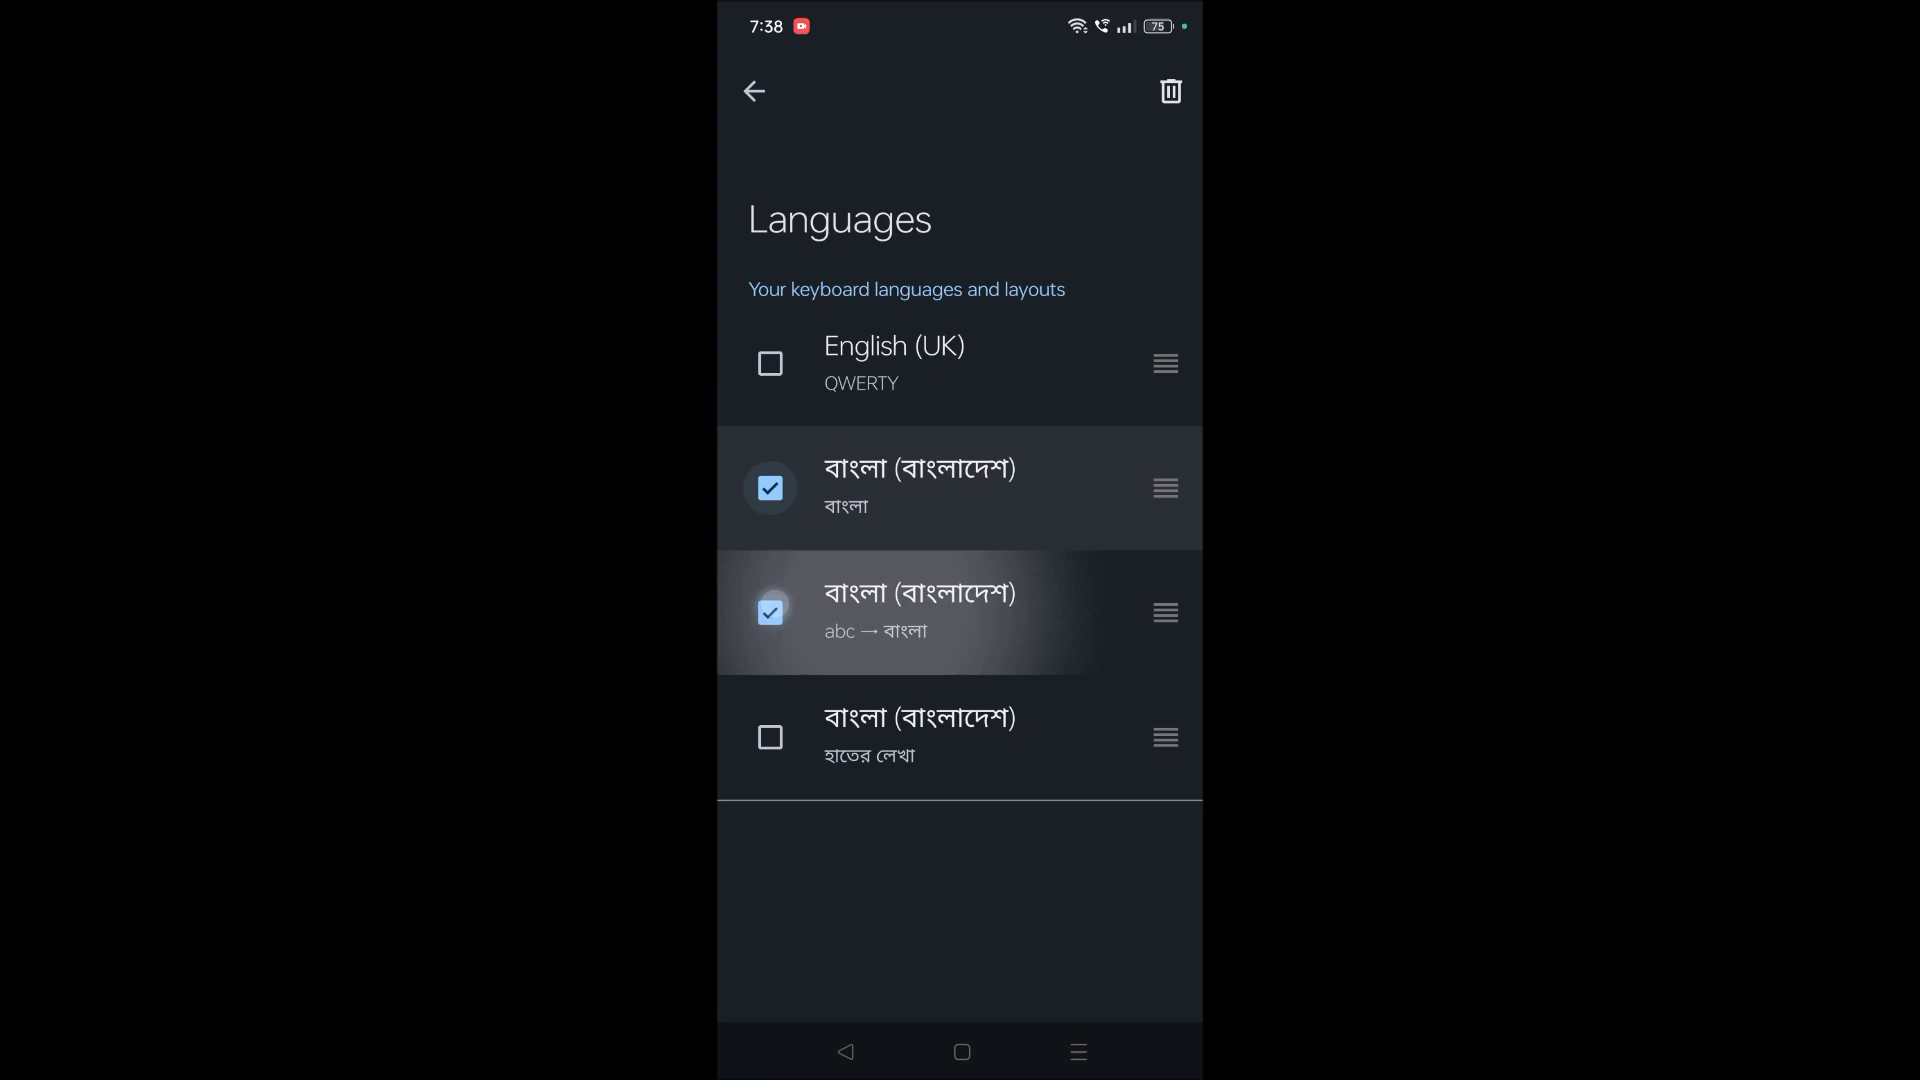 7:38
75
Languages
Your keyboard languages and layouts
English (UK)
QWERTY
বাংলা (বাংলাদেশ)
বাংলা
বাংলা (বাংলাদেশ)
abc → বাংলা
বাংলা (বাংলাদেশ)
হাতের লেখা